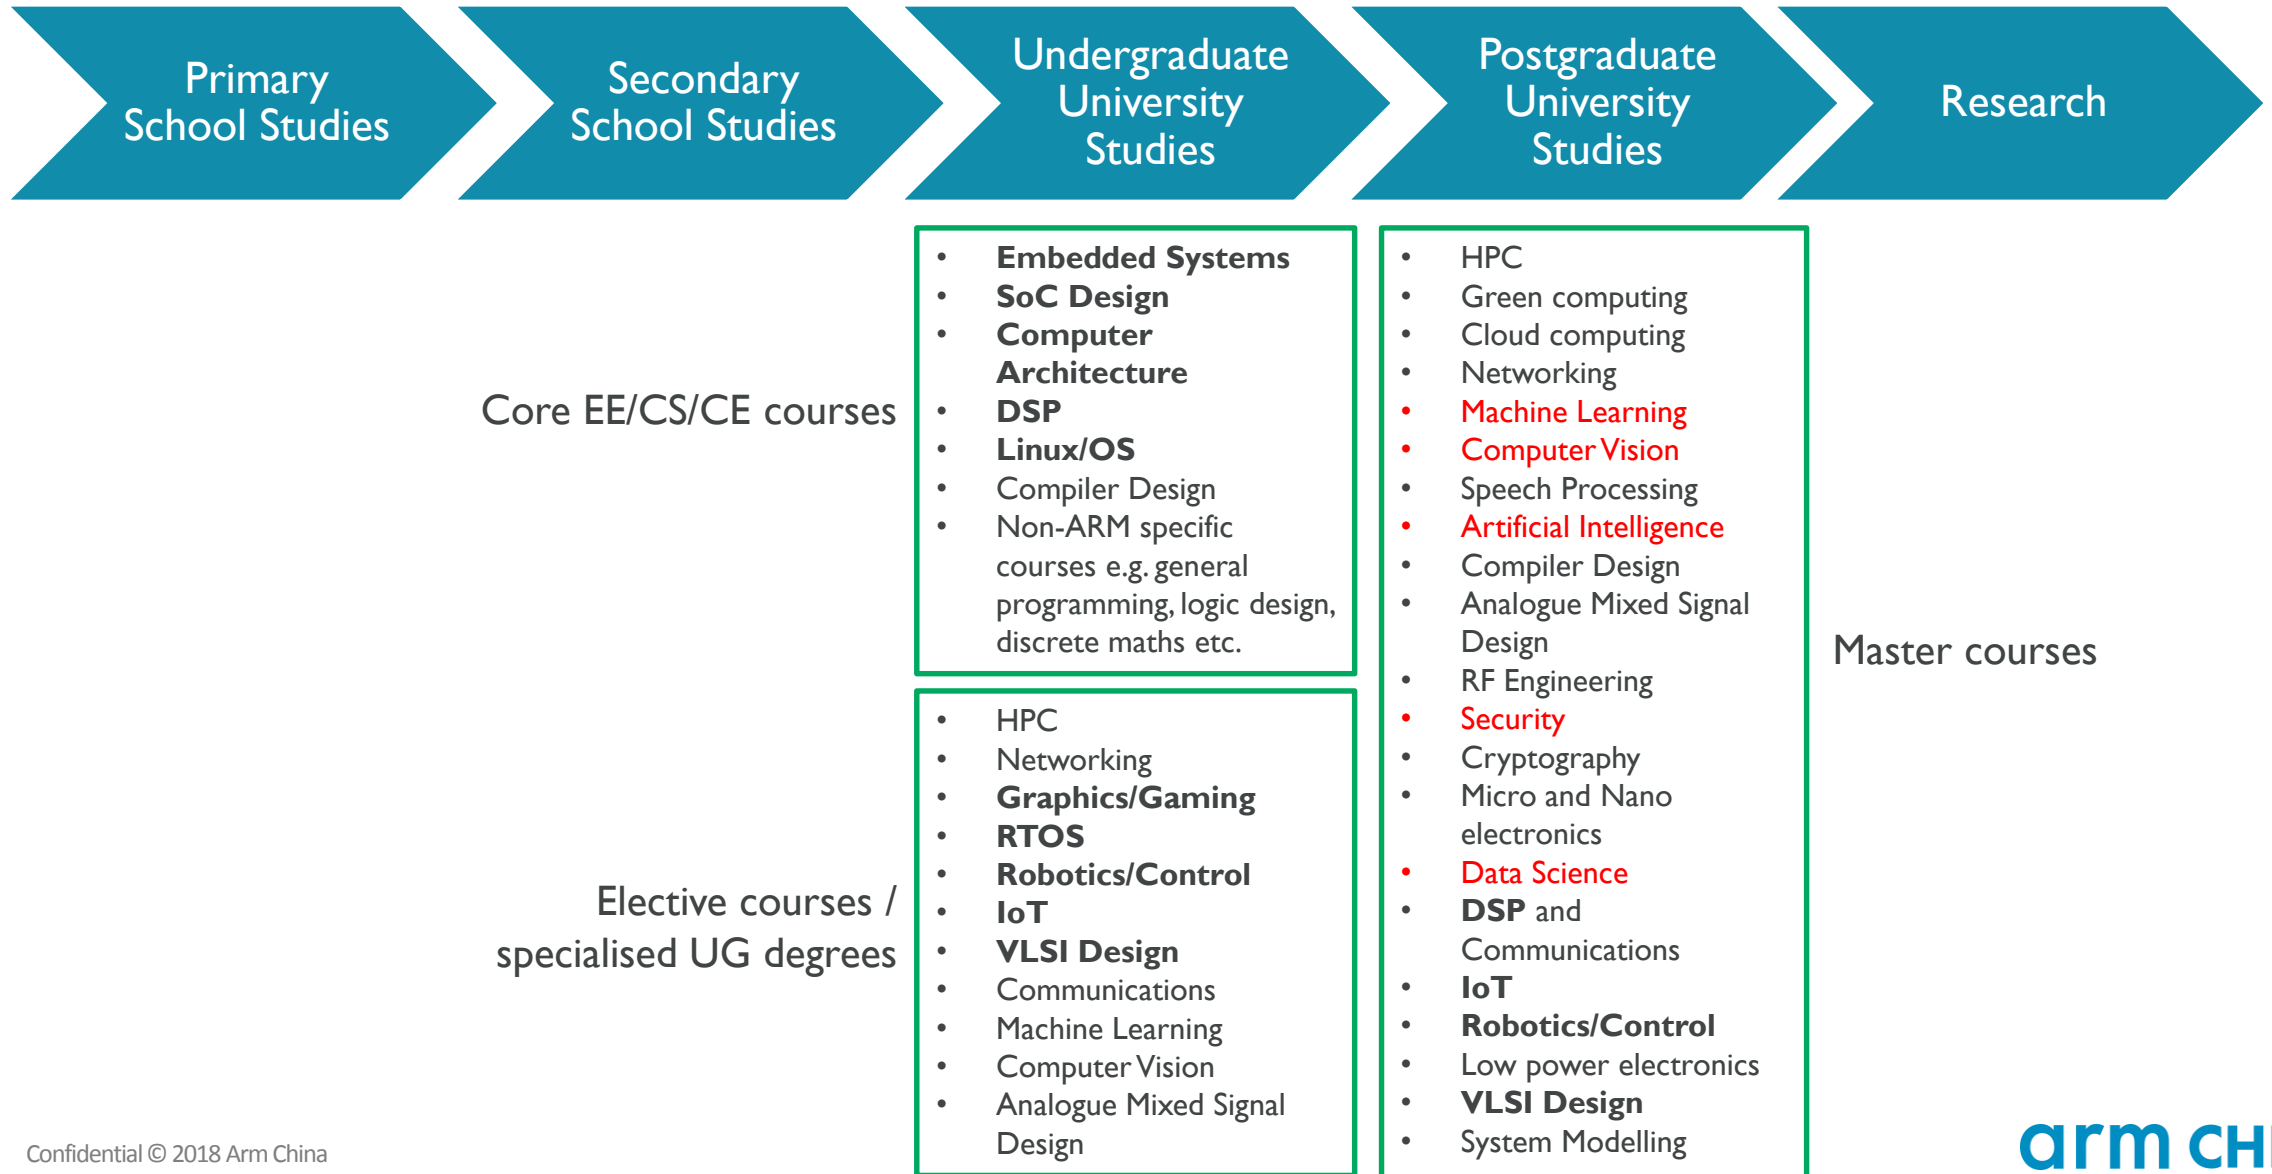 Primary
School Studies
Secondary
School Studies
Undergraduate
University
Studies
Postgraduate
University
Studies
Research
Core EE/CS/CE courses
• Embedded Systems
• SoC Design
• Computer
Architecture
• DSP
• Linux/OS
• Compiler Design
• Non-ARM specific
courses e.g. general
programming, logic design,
discrete maths etc.
Elective courses /
specialised UG degrees
• HPC
• Networking
• Graphics/Gaming
• RTOS
• Robotics/Control
• IoT
• VLSI Design
• Communications
• Machine Learning
• Computer Vision
• Analogue Mixed Signal
Design
• HPC
• Green computing
• Cloud computing
• Networking
• Machine Learning
• Computer Vision
• Speech Processing
• Artificial Intelligence
• Compiler Design
• Analogue Mixed Signal
Design
• RF Engineering
• Security
• Cryptography
• Micro and Nano
electronics
• Data Science
• DSP and
Communications
• IoT
• Robotics/Control
• Low power electronics
• VLSI Design
• System Modelling
Master courses
Confidential © 2018 Arm China
arm CH